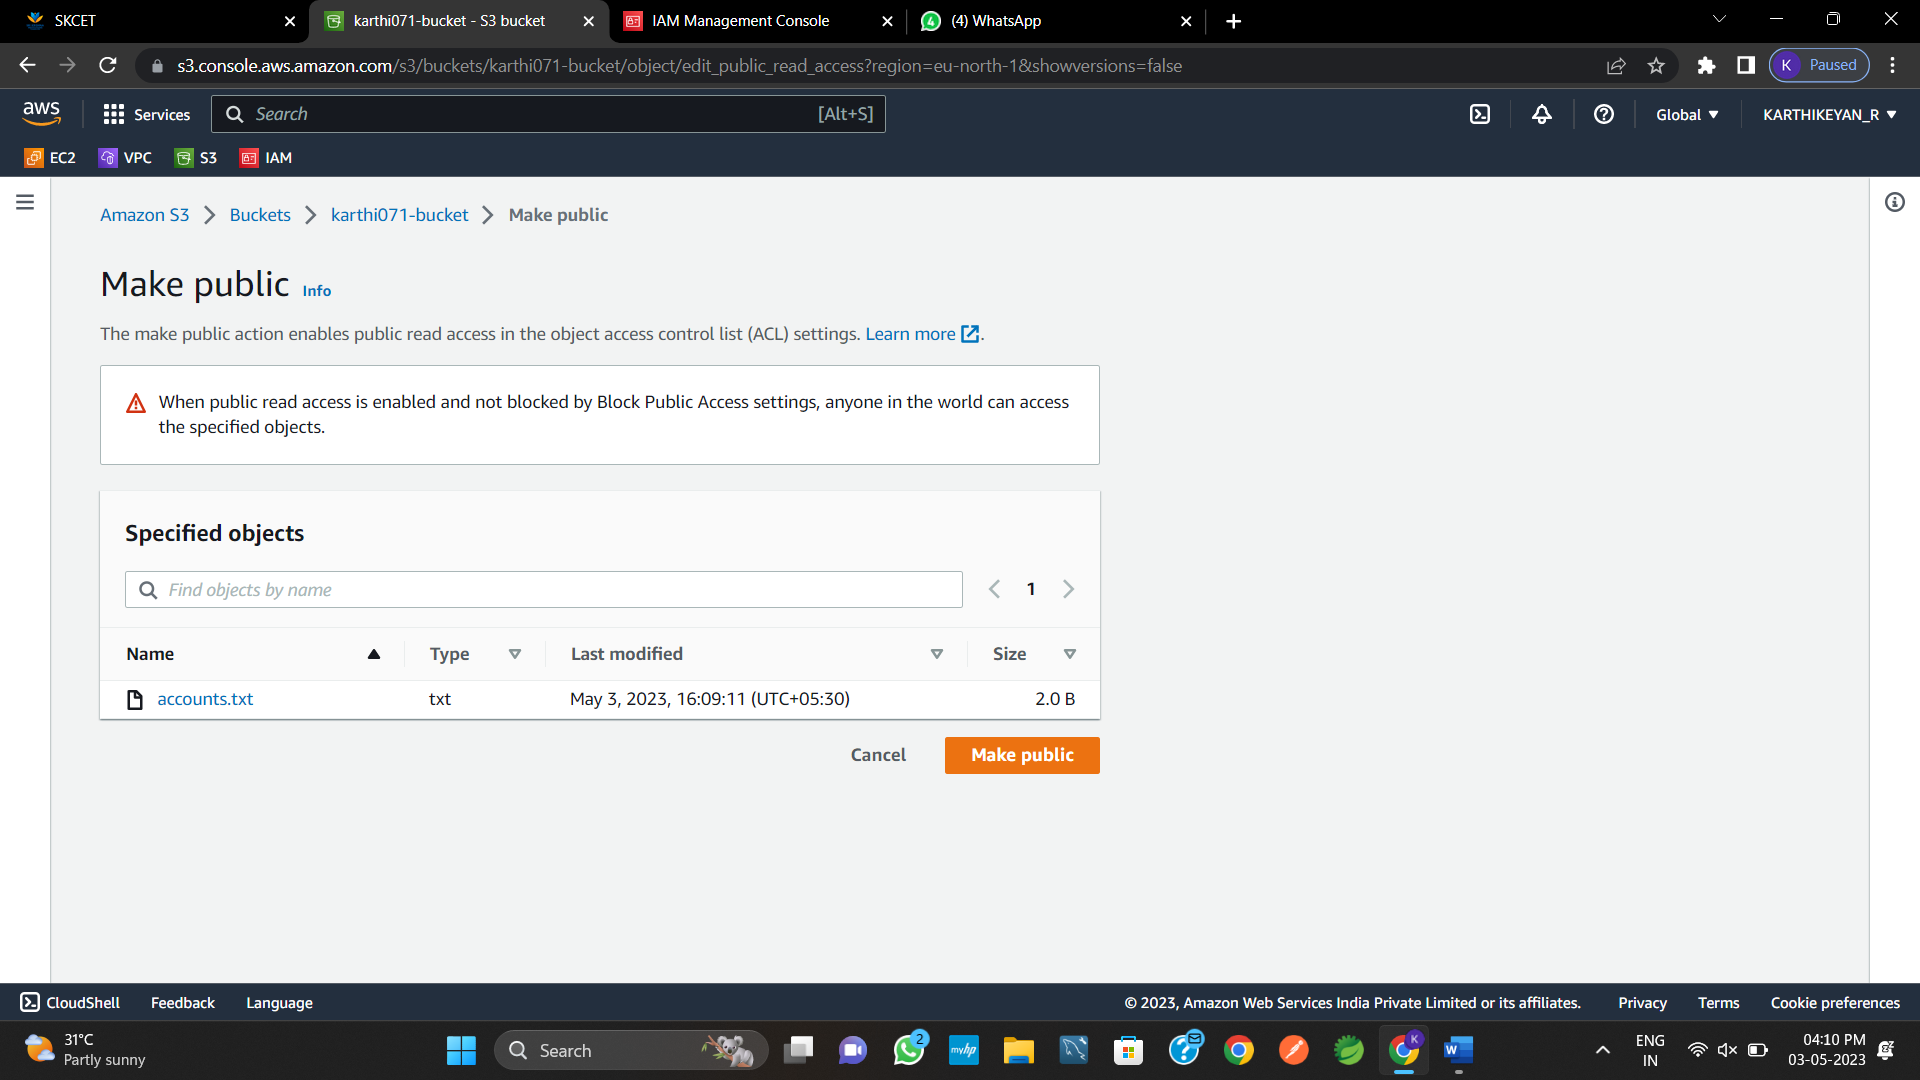 SKCET
karthi071-bucket - S3 bucket
IAM Management Console
(4) WhatsApp
s3.console.aws.amazon.com/s3/buckets/karthi071-bucket/object/edit_public_read_access?region=eu-north-1&showversions=false
K Paused
aws
Services
Search [Alt+S]
Global
KARTHIKEYAN_R
EC2 VPC S3 IAM
Amazon S3 Buckets karthi071-bucket Make public
Make public Info
The make public action enables public read access in the object access control list (ACL) settings. Learn more.
When public read access is enabled and not blocked by Block Public Access settings, anyone in the world can access
the specified objects.
Specified objects
Find objects by name
1
Name Type Last modified Size
accounts.txt txt May 3, 2023, 16:09:11 (UTC+05:30) 2.0 B
Cancel Make public
CloudShell Feedback Language © 2023, Amazon Web Services India Private Limited or its affiliates. Privacy Terms Cookie preferences
31°C
Partly sunny
Search
2
myhp
K
W
ENG
IN
04:10 PM
03-05-2023